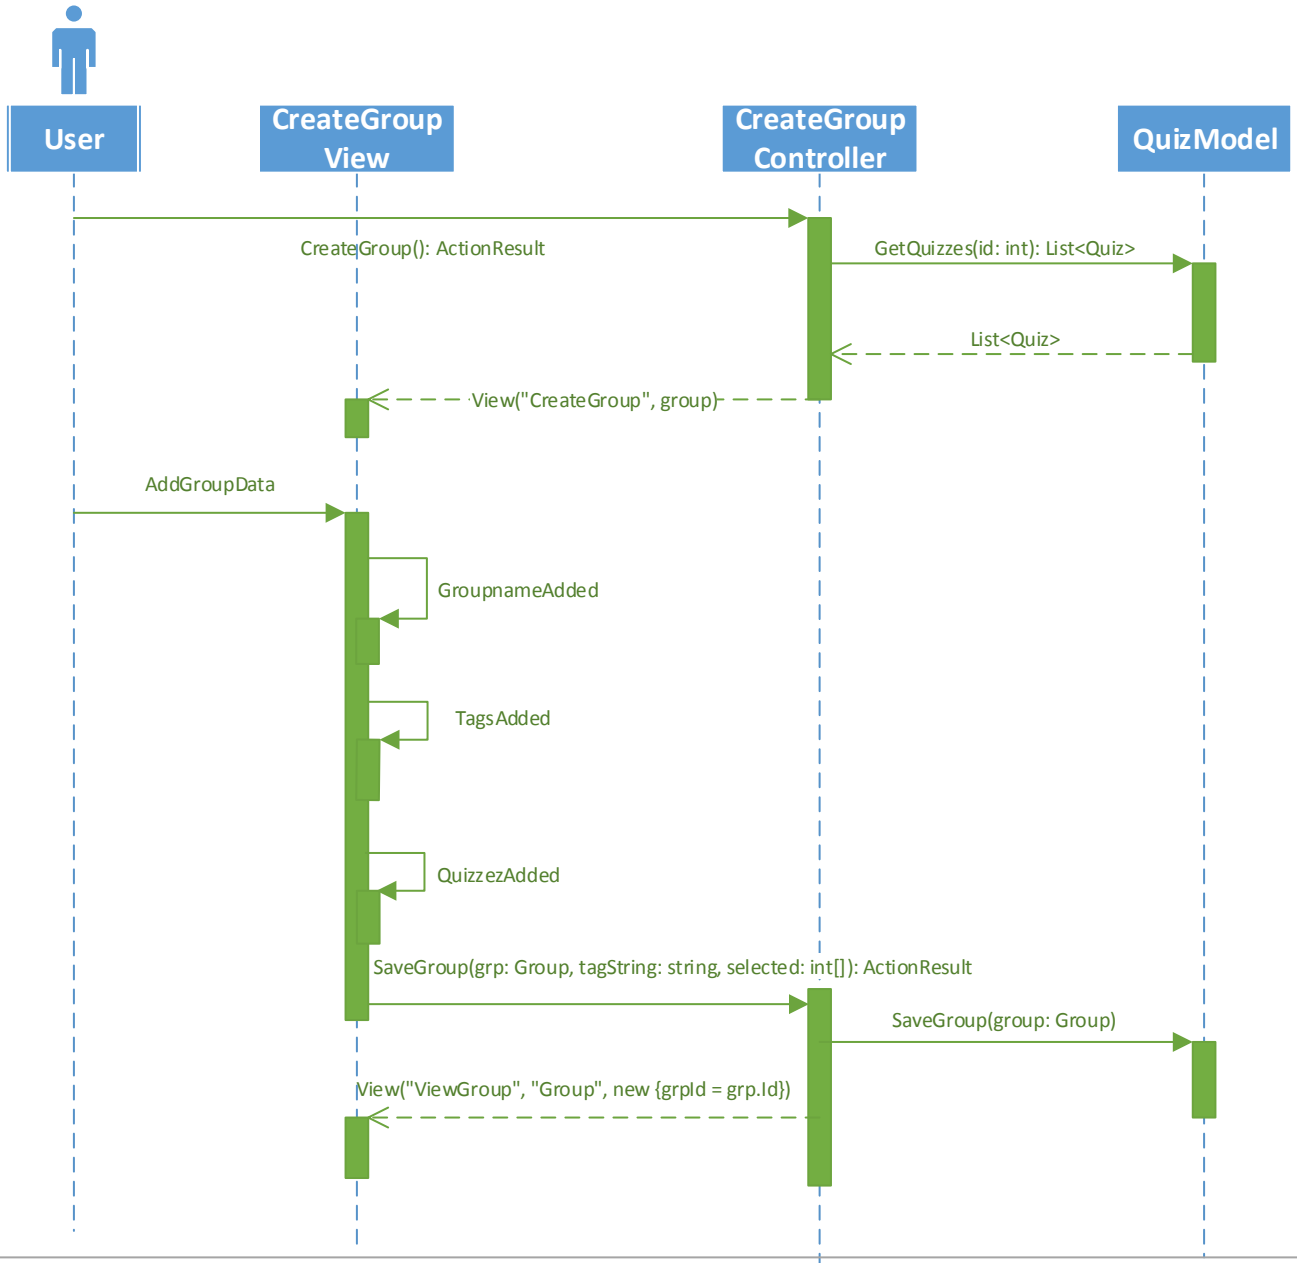 User
CreateGroup
View
CreateGroup
Controller
QuizModel
CreateGroup(): ActionResult
GetQuizzes(id: int): List<Quiz>
List<Quiz>
View("CreateGroup", group)
AddGroupData
GroupnameAdded
TagsAdded
QuizzezAdded
SaveGroup(grp: Group, tagString: string, selected: int[]): ActionResult
SaveGroup(group: Group)
View("ViewGroup", "Group", new {grpId = grp.Id})